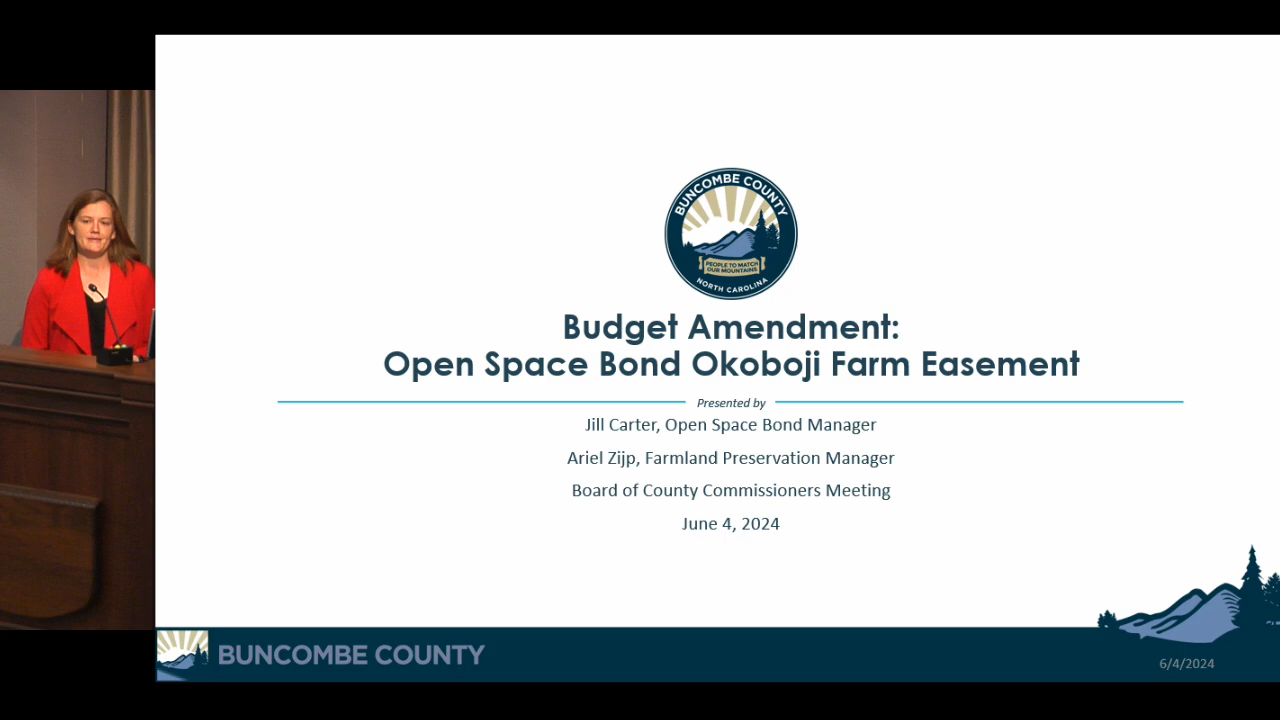 BUNCOMBE COUNTY
PEOPLE TO MATCH
OUR MOUNTAINS
NORTH CAROLINA
Budget Amendment:
Open Space Bond Okoboji Farm Easement
Presented by
Jill Carter, Open Space Bond Manager
Ariel Zijp, Farmland Preservation Manager
Board of County Commissioners Meeting
June 4, 2024
BUNCOMBE COUNTY
6/4/2024